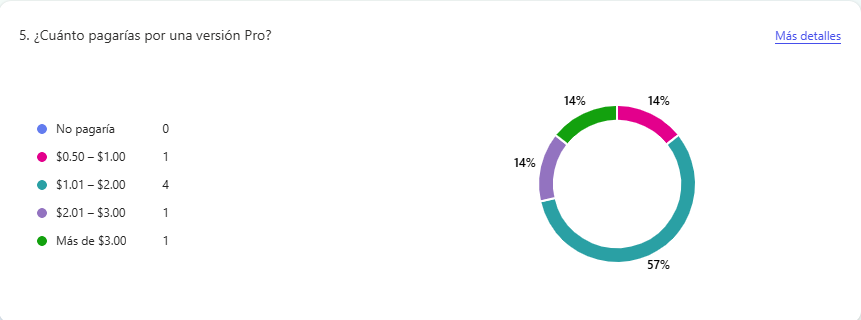 5. ¿Cuánto pagarías por una versión Pro?
Más detalles
No pagaría 0
$0.50 – $1.00 1
$1.01 – $2.00 4
$2.01 – $3.00 1
Más de $3.00 1
14%
14%
14%
57%